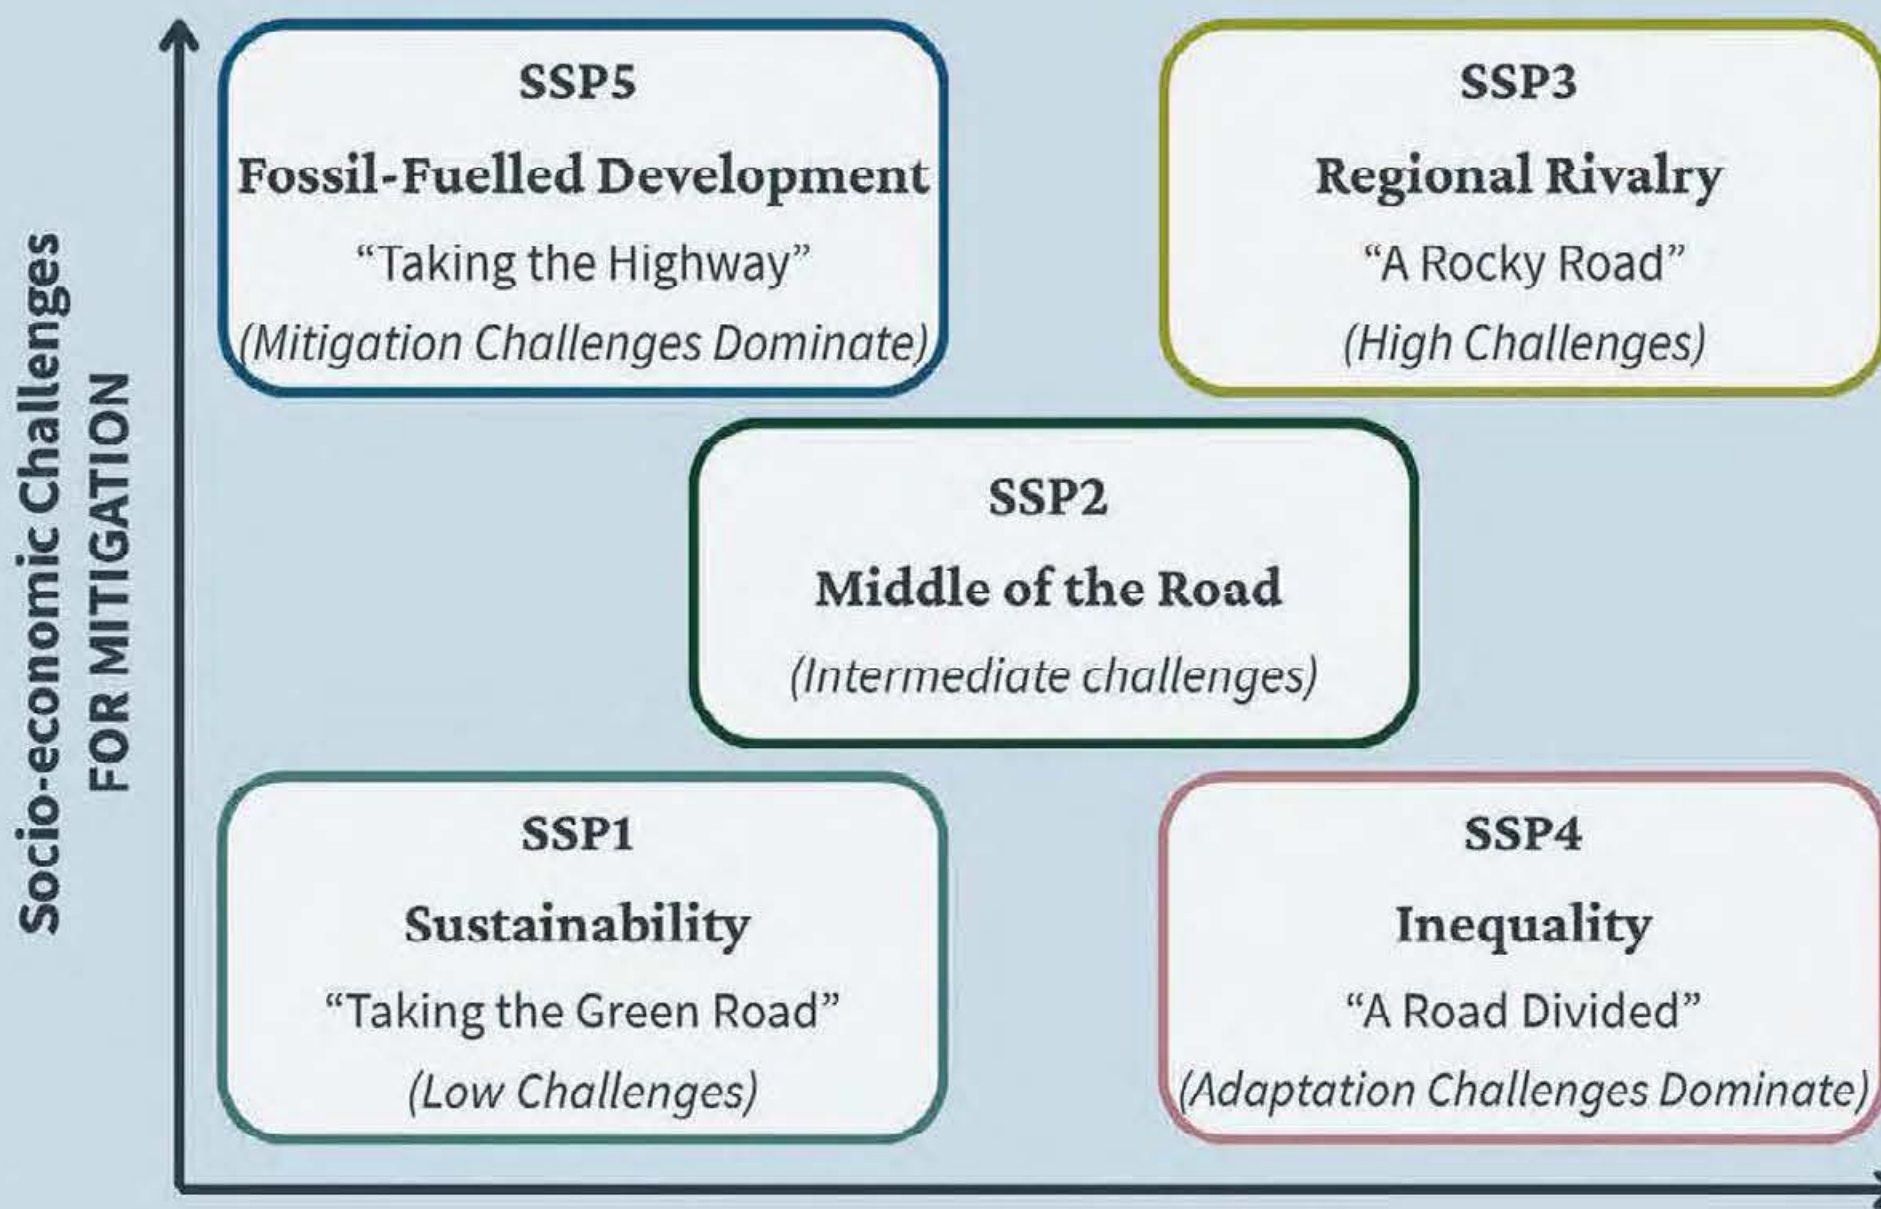 Socio-economic Challenges
FOR MITIGATION
SSP5
Fossil-Fuelled Development
“Taking the Highway”
(Mitigation Challenges Dominate)
SSP3
Regional Rivalry
“A Rocky Road”
(High Challenges)
SSP2
Middle of the Road
(Intermediate challenges)
SSP1
Sustainability
“Taking the Green Road”
(Low Challenges)
SSP4
Inequality
“A Road Divided”
(Adaptation Challenges Dominate)